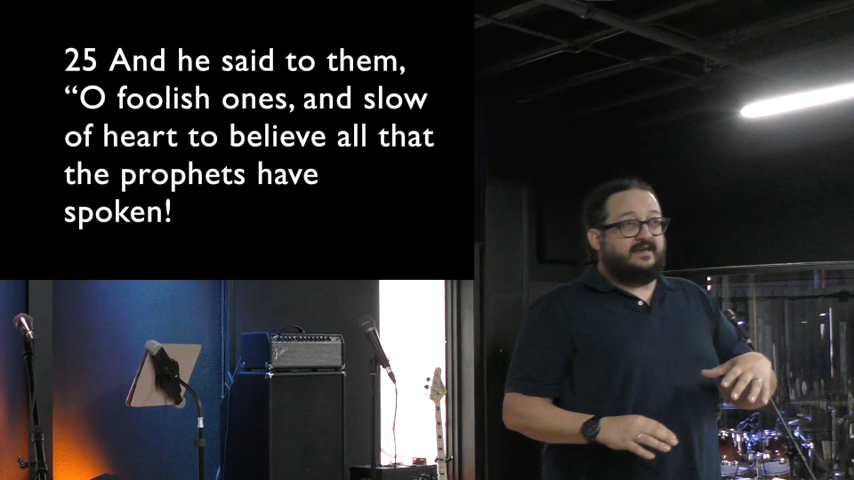 25 And he said to them,
“O foolish ones, and slow
of heart to believe all that
the prophets have
spoken!